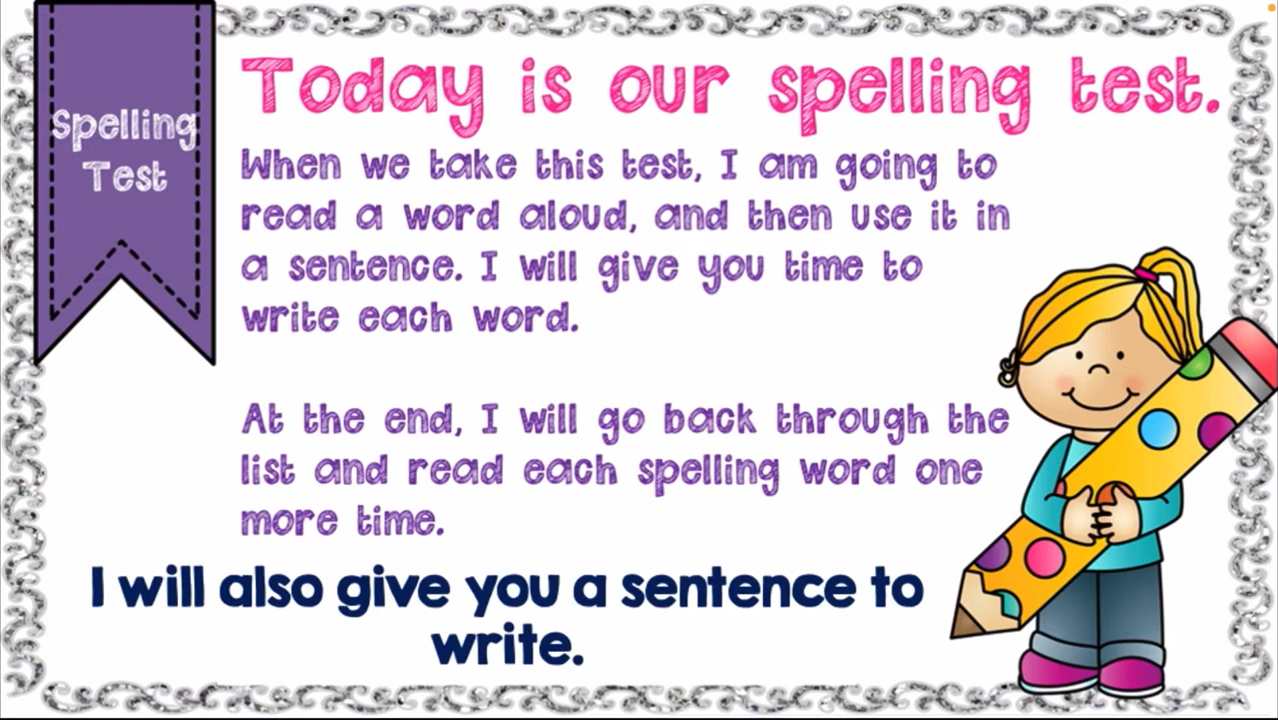 Spelling
Test
Today is our spelling test.
When we take this test, I am going to
read a word aloud, and then use it in
a sentence. I will give you time to
write each word.
At the end, I will go back through the
list and read each spelling word one
more time.
I will also give you a sentence to
write.